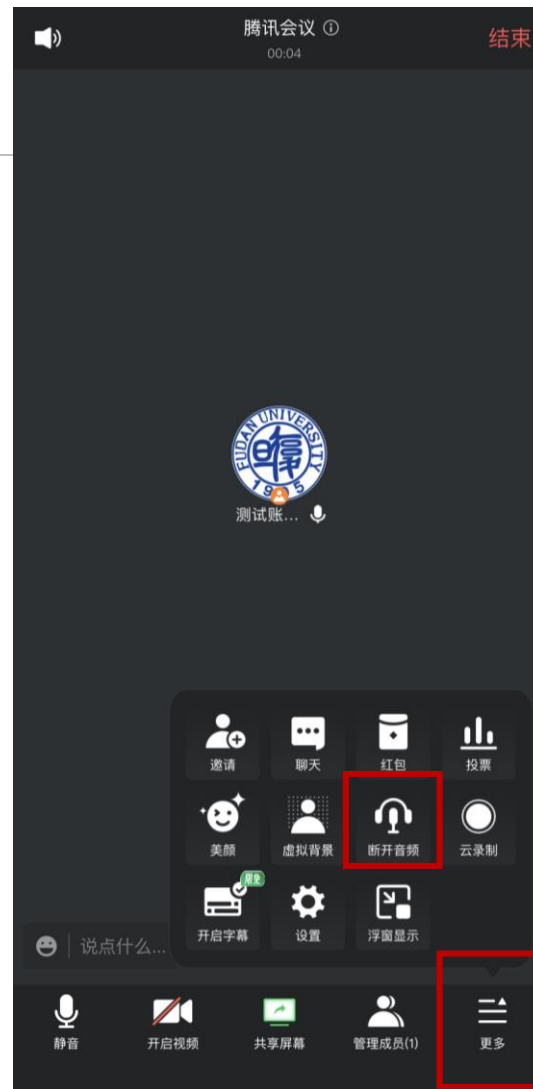 腾讯会议
00:04
结束
FUDAN UNIVERSITY
1905
测试账...
邀请
聊天
红包
投票
美颜
虚拟背景
断开音频
云录制
限免
开启字幕
设置
浮窗显示
说点什么...
静音
开启视频
共享屏幕
管理成员(1)
更多